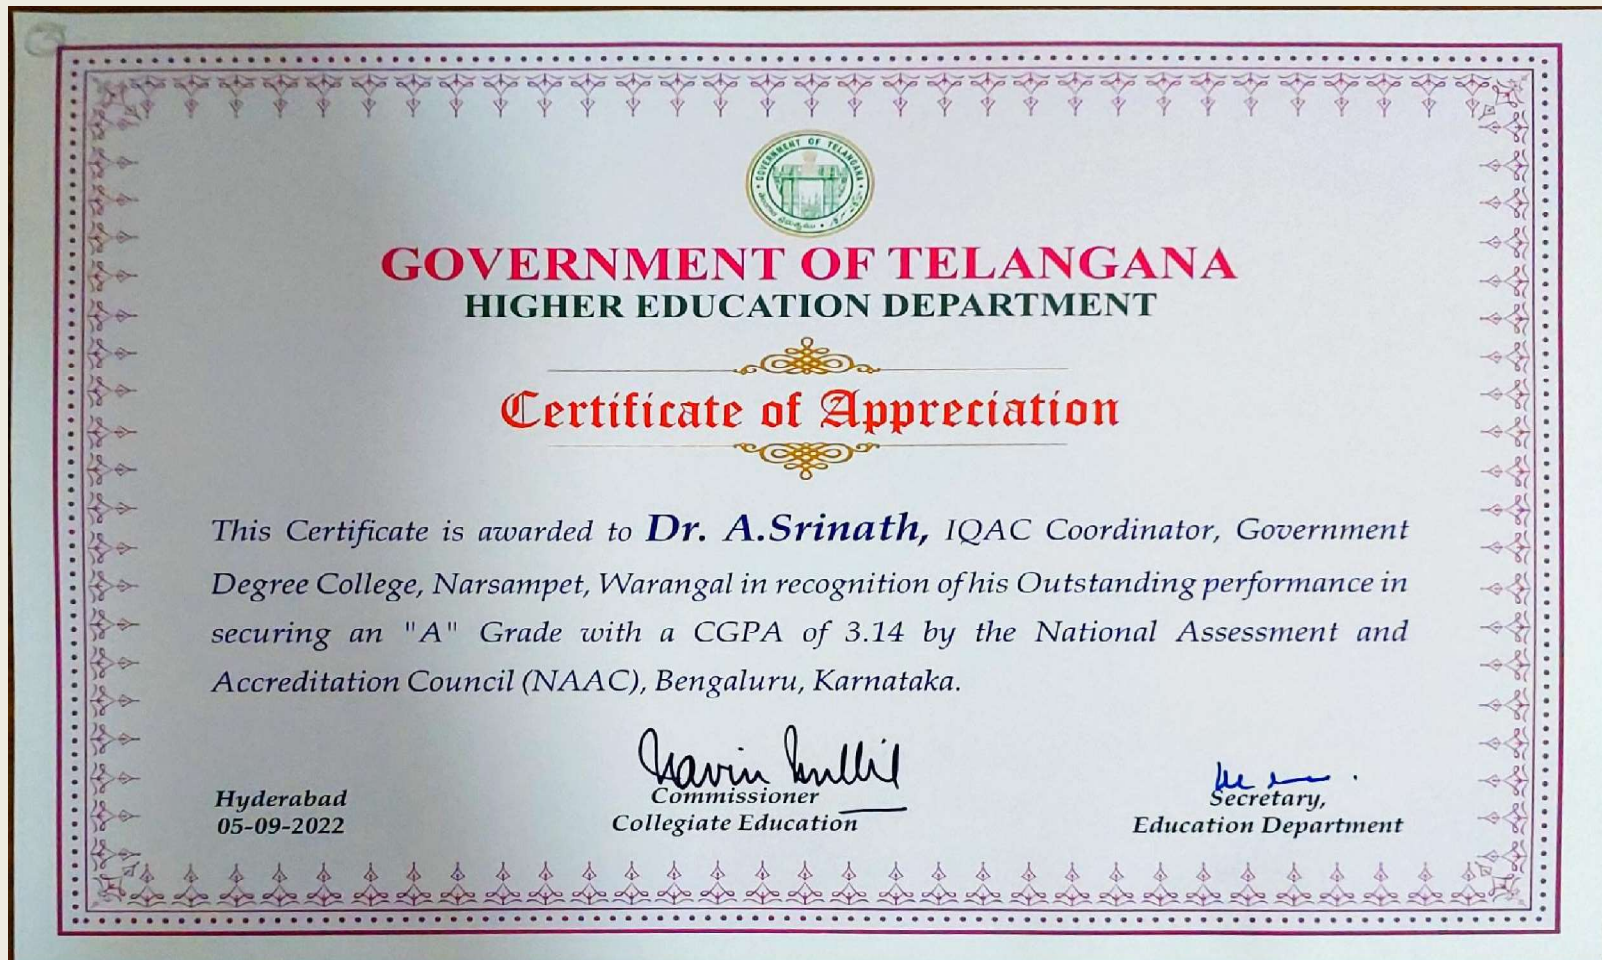 GOVERNMENT OF TELANGANA
GOVERNMENT OF TELANGANA
HIGHER EDUCATION DEPARTMENT
Certificate of Appreciation
This Certificate is awarded to Dr. A.Srinath, IQAC Coordinator, Government
Degree College, Narsampet, Warangal in recognition of his Outstanding performance in
securing an "A" Grade with a CGPA of 3.14 by the National Assessment and
Accreditation Council (NAAC), Bengaluru, Karnataka.
Hyderabad
05-09-2022
Commissioner
Collegiate Education
Secretary,
Education Department